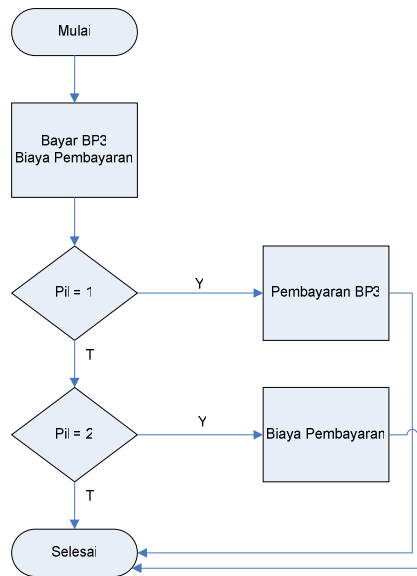 Mulai
Bayar BP3
Biaya Pembayaran
Pil = 1
Y
Pembayaran BP3
T
Pil = 2
Y
Biaya Pembayaran
T
Selesai